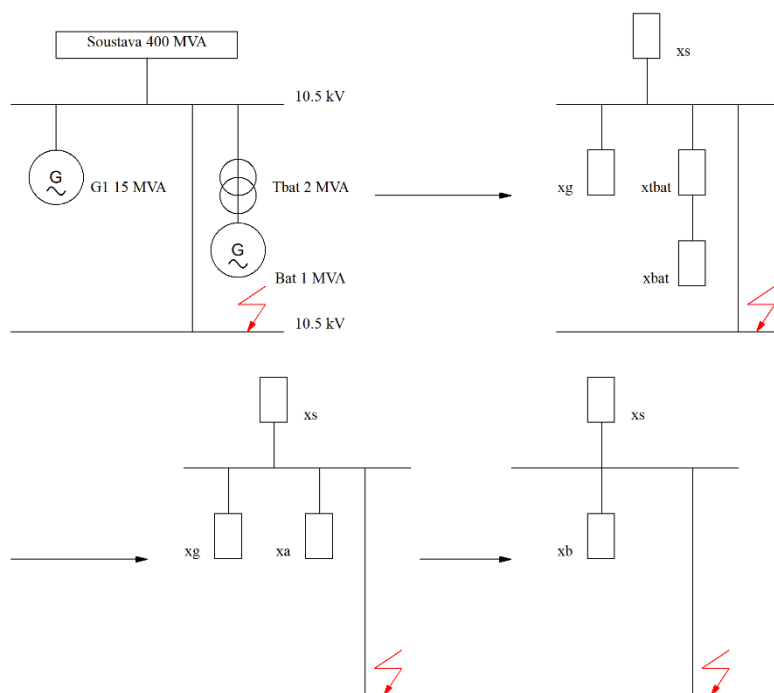 Soustava 400 MVA
10.5 kV
G
G1 15 MVA
Tbat 2 MVA
G
Bat 1 MVA
10.5 kV
xs
xg
xtbat
xbat
xs
xg
xa
xs
xb